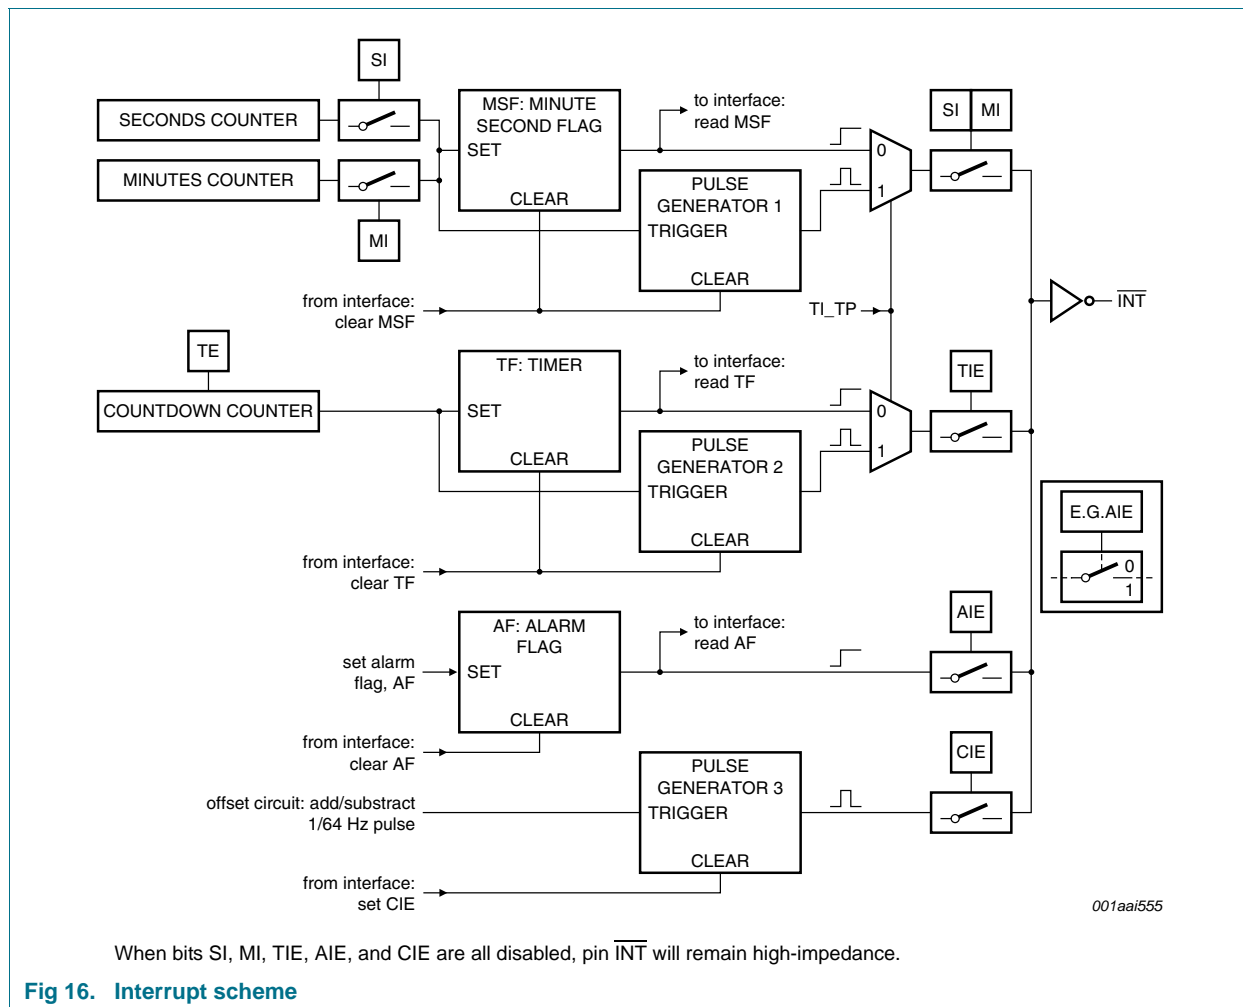 SI
SECONDS COUNTER
MINUTES COUNTER
MI
MSF: MINUTE
SECOND FLAG
SET
CLEAR
to interface:
read MSF
PULSE
GENERATOR 1
TRIGGER
CLEAR
from interface:
clear MSF
0
1
SI MI
TI_TP
INT
TE
COUNTDOWN COUNTER
TF: TIMER
SET
CLEAR
to interface:
read TF
PULSE
GENERATOR 2
TRIGGER
CLEAR
from interface:
clear TF
0
1
TIE
E.G.AIE
0
1
AF: ALARM
FLAG
SET
CLEAR
set alarm
flag, AF
to interface:
read AF
AIE
from interface:
clear AF
PULSE
GENERATOR 3
TRIGGER
CLEAR
offset circuit: add/substract
1/64 Hz pulse
CIE
from interface:
set CIE
001aai555
When bits SI, MI, TIE, AIE, and CIE are all disabled, pin INT will remain high-impedance.
Fig 16. Interrupt scheme